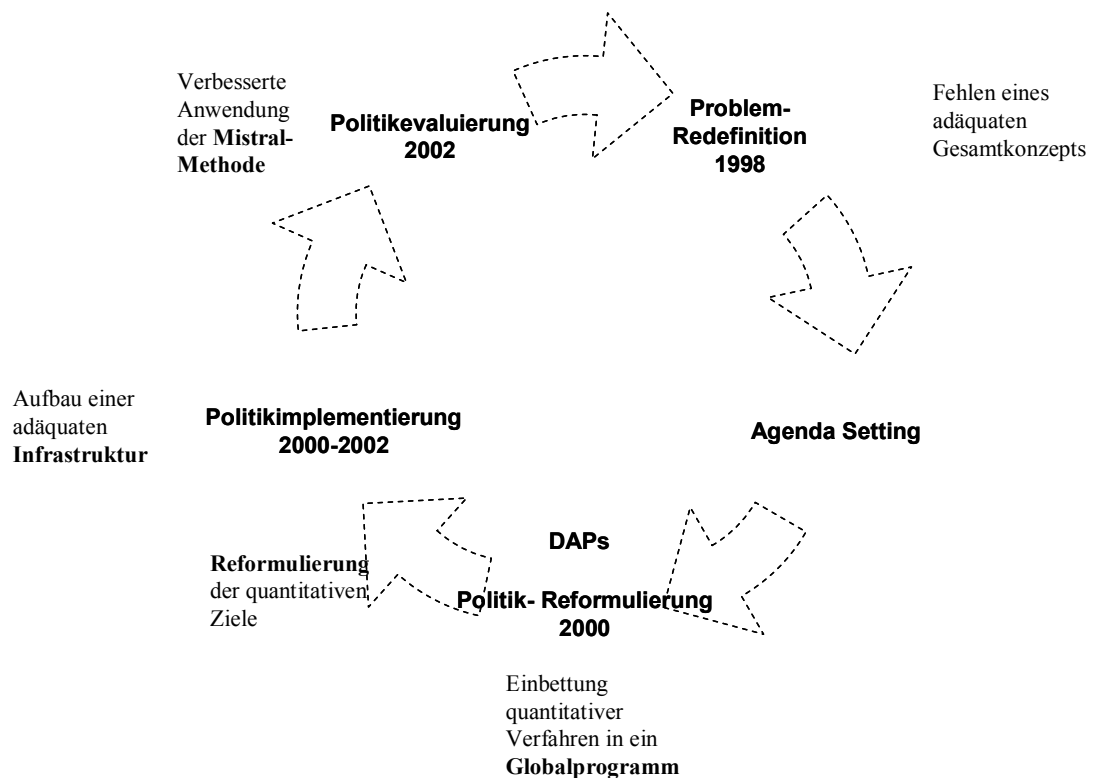 Verbesserte
Anwendung
der Mistral-
Methode
Politikevaluierung
2002
Problem-
Redefinition
1998
Fehlen eines
adäquaten
Gesamtkonzepts
Aufbau einer
adäquaten
Infrastruktur
Politikimplementierung
2000-2002
Agenda Setting
Reformulierung
der quantitativen
Ziele
DAPs
Politik- Reformulierung
2000
Einbettung
quantitativer
Verfahren in ein
Globalprogramm